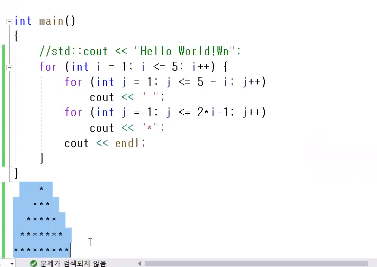 int main()
{
    //std::cout << "Hello World!₩n";
    for (int i = 1; i <= 5; i++) {
        for (int j = 1; j <= 5 - i; j++)
            cout << " ";
        for (int j = 1; j <= 2*i-1; j++)
            cout << "*";
        cout << endl;
    }
}
    *
   ***
  *****
 *******
*********
문제가 검색되지 않음